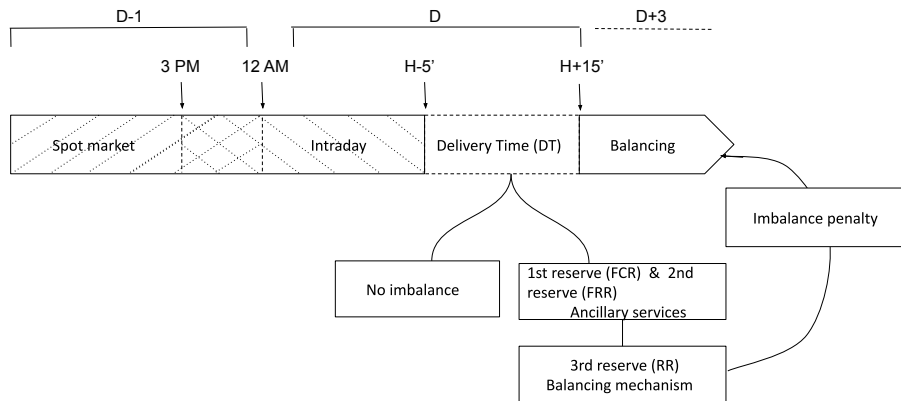 D-1
D
D+3
3 PM
12 AM
H-5’
H+15’
Spot market
Intraday
Delivery Time (DT)
Balancing
Imbalance penalty
No imbalance
1st reserve (FCR) & 2nd
reserve (FRR)
Ancillary services
3rd reserve (RR)
Balancing mechanism